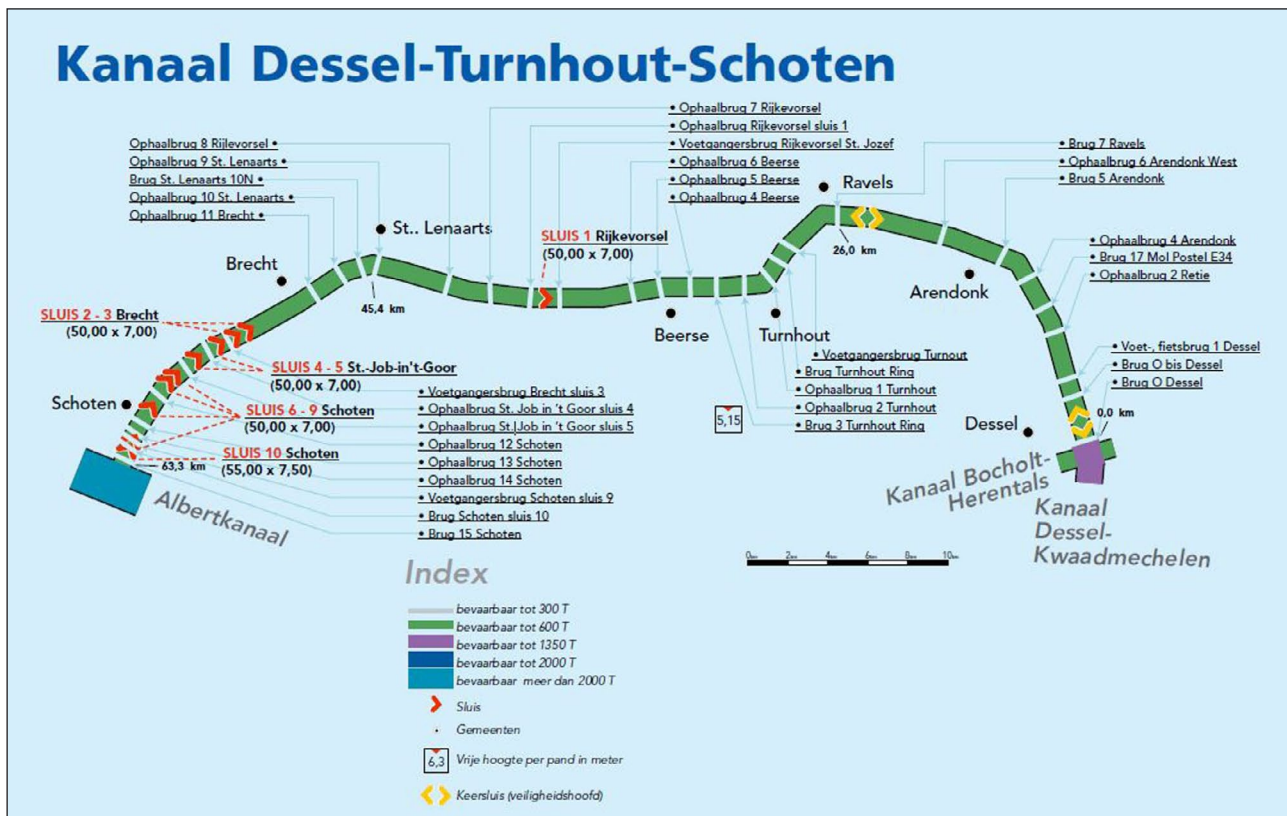 Kanaal Dessel-Turnhout-Schoten
Ophaalbrug 8 Rijlevorsel •
Ophaalbrug 9 St. Lenaarts •
Brug St. Lenaarts 10N •
Ophaalbrug 10 St. Lenaarts •
Ophaalbrug 11 Brecht •
• Ophaalbrug 7 Rijkevorsel
• Ophaalbrug Rijkevorsel sluis 1
• Voetgangersbrug Rijkevorsel St. Jozef
• Ophaalbrug 6 Beerse
• Ophaalbrug 5 Beerse
• Ophaalbrug 4 Beerse
• Brug 7 Ravels
• Ophaalbrug 6 Arendonk West
• Brug 5 Arendonk
Ravels
26,0 km
St.. Lenaarts
45,4 km
SLUIS 1 Rijkevorsel
(50,00 x 7,00)
Brecht
Beerse
Turnhout
Arendonk
• Ophaalbrug 4 Arendonk
• Brug 17 Mol Postel E34
• Ophaalbrug 2 Retie
SLUIS 2 - 3 Brecht
(50,00 x 7,00)
SLUIS 4 - 5 St.-Job-in't-Goor
(50,00 x 7,00)
Schoten
SLUIS 6 - 9 Schoten
(50,00 x 7,00)
SLUIS 10 Schoten
(55,00 x 7,50)
63,3 km
Albertkanaal
• Voetgangersbrug Brecht sluis 3
• Ophaalbrug St. Job in 't Goor sluis 4
• Ophaalbrug St.|Job in 't Goor sluis 5
• Ophaalbrug 12 Schoten
• Ophaalbrug 13 Schoten
• Ophaalbrug 14 Schoten
• Voetgangersbrug Schoten sluis 9
• Brug Schoten sluis 10
• Brug 15 Schoten
• Voetgangersbrug Turnout
• Brug Turnhout Ring
• Ophaalbrug 1 Turnhout
• Ophaalbrug 2 Turnhout
• Brug 3 Turnhout Ring
5,15
• Voet-, fietsbrug 1 Dessel
• Brug O bis Dessel
• Brug O Dessel
0,0 km
Dessel
Kanaal Bocholt-
Herentals
Kanaal
Dessel-
Kwaadmechelen
0km 2km 4km 6km 8km 10km
Index
bevaarbaar tot 300 T
bevaarbaar tot 600 T
bevaarbaar tot 1350 T
bevaarbaar tot 2000 T
bevaarbaar meer dan 2000 T
Sluis
Gemeenten
6,3 Vrije hoogte per pand in meter
Keersluis (veiligheidshoofd)